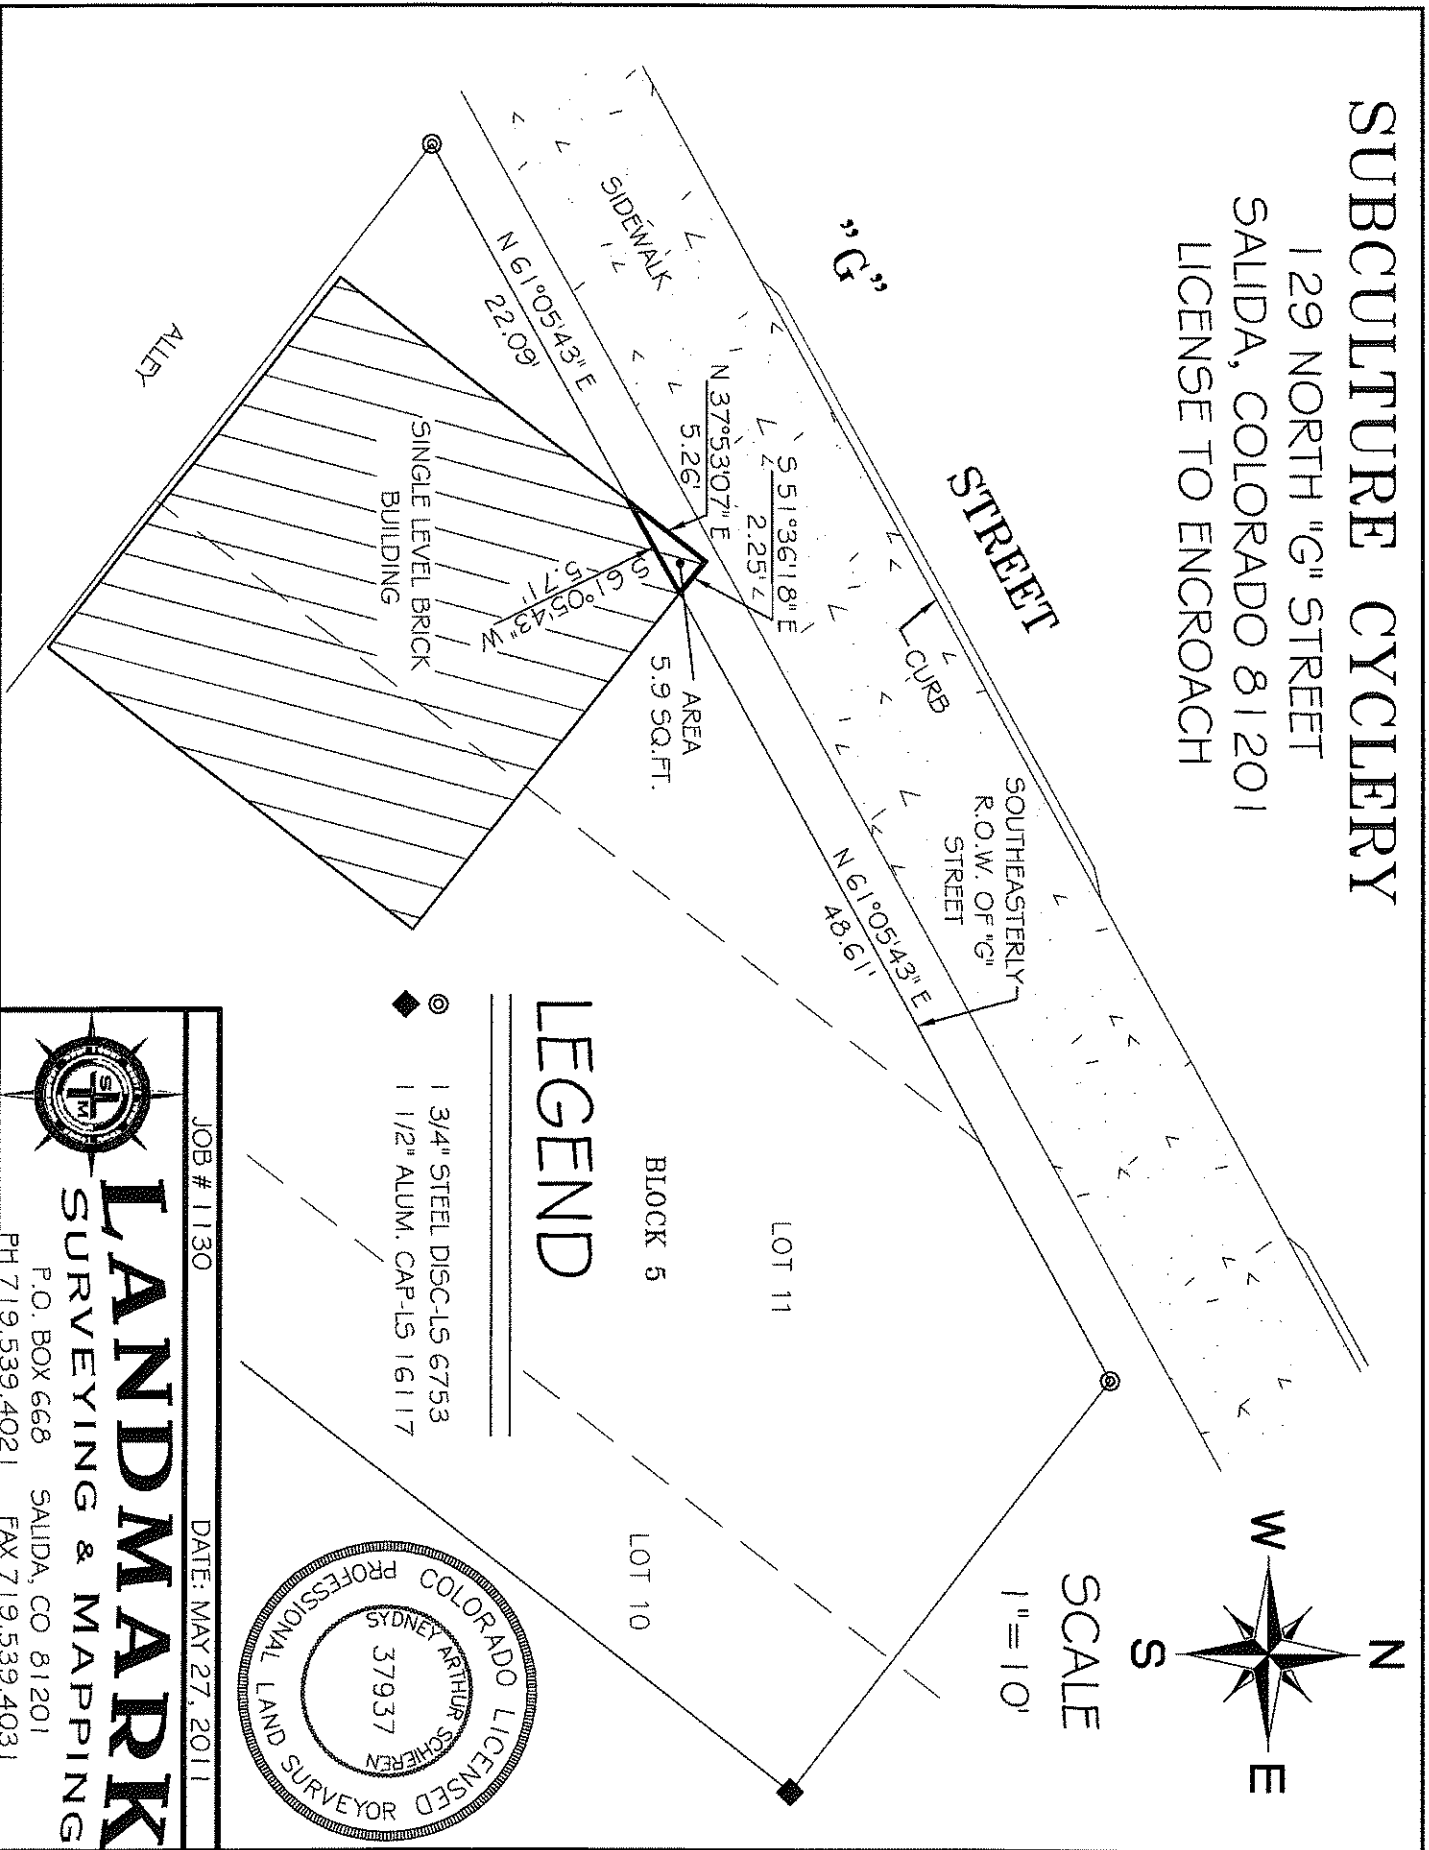 SUBCULTURE CYCLERY
129 NORTH "G" STREET
SALIDA, COLORADO 81201
LICENSE TO ENCROACH
N
W
E
S
SCALE
1"=10'
"G"
STREET
CURB
SIDEWALK
SOUTHEASTERLY
R.O.W. OF "G"
STREET
N 61°05'43" E
48.61'
S 51°36'18" E
2.25'
N 37°53'07" E
5.26'
N 61°05'43" E
22.09'
S 61°05'43" W
5.71'
AREA
5.9 SQ.FT.
SINGLE LEVEL BRICK
BUILDING
ALLEY
LOT 11
BLOCK 5
LOT 10
LEGEND
1 3/4" STEEL DISC-LS 6753
1 1/2" ALUM. CAP-LS 16117
COLORADO LICENSED
PROFESSIONAL LAND SURVEYOR
SYDNEY ARTHUR SCHIEREN
37937
JOB # 1130
DATE: MAY 27, 2011
S
M
LANDMARK
SURVEYING & MAPPING
P.O. BOX 668 SALIDA, CO 81201
PH 719.539.4021 FAX 719.539.4031